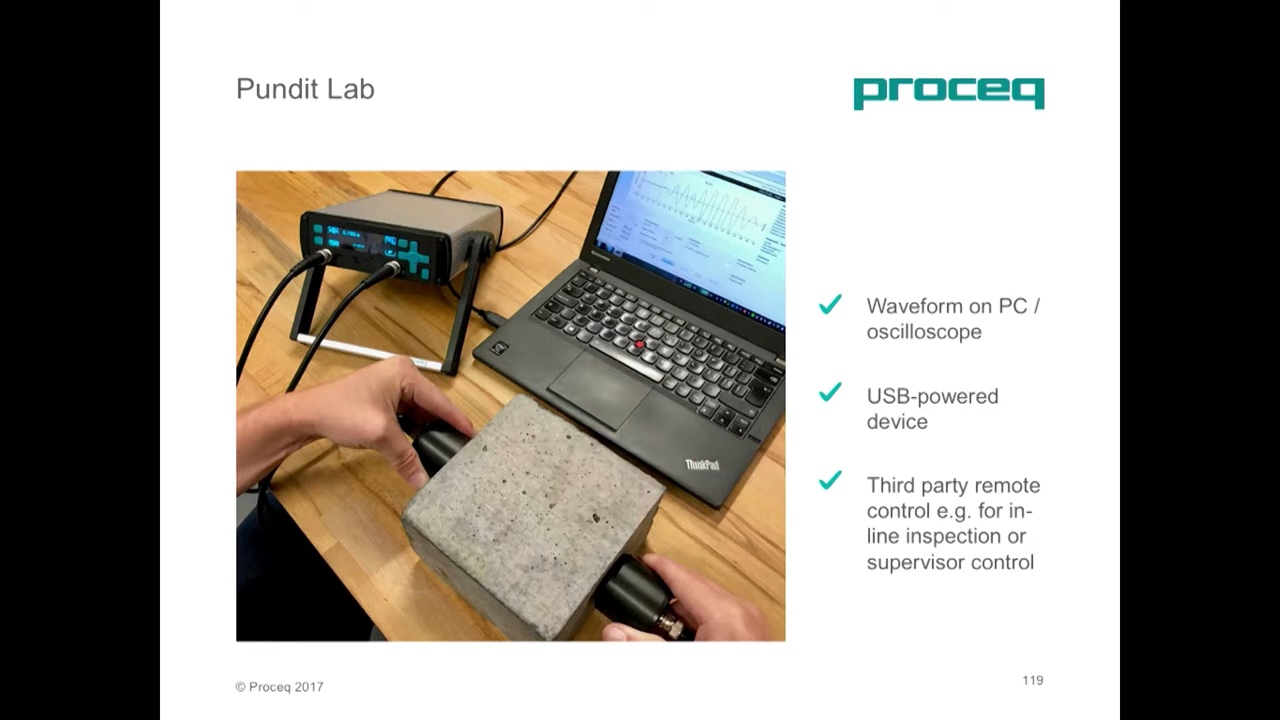 Pundit Lab
proceq
Waveform on PC /
oscilloscope
USB-powered
device
Third party remote
control e.g. for in-
line inspection or
supervisor control
ThinkPad
© Proceq 2017
119